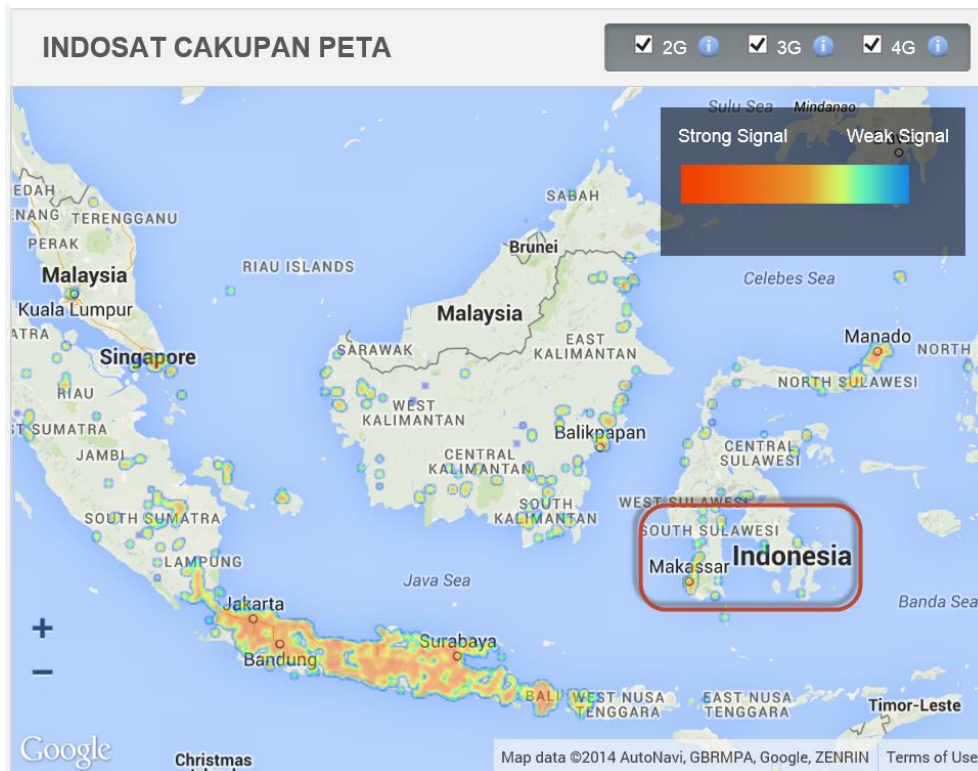 INDOSAT CAKUPAN PETA
2G
3G
4G
Sulu Sea
Mindanao
Strong Signal
Weak Signal
EDAH
TERENGGANU
PERAK
Malaysia
Kuala Lumpur
RIAU ISLANDS
SABAH
Brunei
Celebes Sea
Malaysia
Singapore
SARAWAK
EAST
KALIMANTAN
Manado
NORTH
NORTH SULAWESI
RIAU
ST SUMATRA
JAMBI
WEST
KALIMANTAN
Balikpapan
CENTRAL
KALIMANTAN
CENTRAL
SULAWESI
SOUTH SUMATRA
SOUTH
KALIMANTAN
WEST SULAWESI
SOUTH SULAWESI
LAMPUNG
Java Sea
Makassar
Indonesia
Banda Sea
Jakarta
Bandung
Surabaya
+
−
BALI
WEST NUSA
TENGGARA
EAST NUSA
TENGGARA
Timor-Leste
Google
Christmas
Map data ©2014 AutoNavi, GBRMPA, Google, ZENRIN
Terms of Use